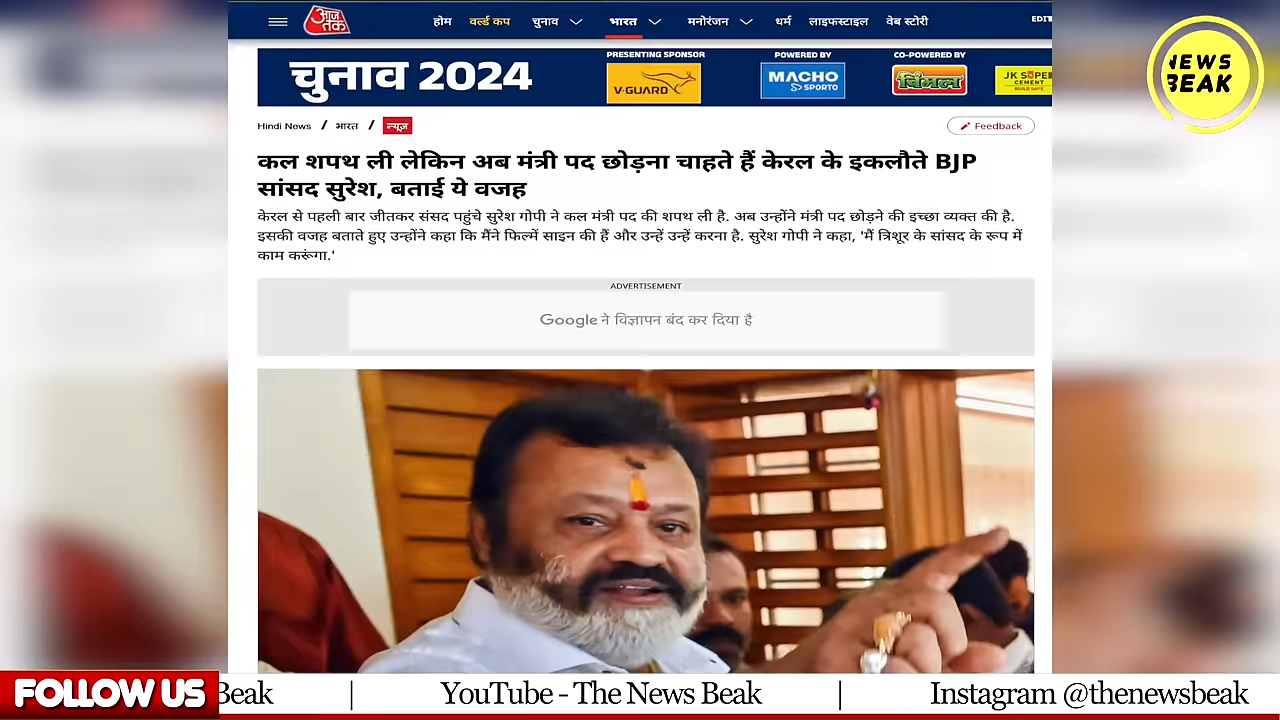 आज तक
होम वर्ल्ड कप चुनाव भारत मनोरंजन धर्म लाइफस्टाइल वेब स्टोरी
NEWS BEAK
चुनाव 2024
PRESENTING SPONSOR
V-GUARD
POWERED BY
MACHO SPORTO
CO-POWERED BY
विमल
CEMENT
BUILD SAFE
Hindi News / भारत / न्यूज़
Feedback
कल शपथ ली लेकिन अब मंत्री पद छोड़ना चाहते हैं केरल के इकलौते BJP
सांसद सुरेश, बताई ये वजह
केरल से पहली बार जीतकर संसद पहुंचे सुरेश गोपी ने कल मंत्री पद की शपथ ली है. अब उन्होंने मंत्री पद छोड़ने की इच्छा व्यक्त की है.
इसकी वजह बताते हुए उन्होंने कहा कि मैंने फिल्में साइन की हैं और उन्हें उन्हें करना है. सुरेश गोपी ने कहा, 'मैं त्रिशूर के सांसद के रूप में
काम करूंगा.'
ADVERTISEMENT
Google ने विज्ञापन बंद कर दिया है
FOLLOW US Beak | YouTube - The News Beak | Instagram @thenewsbeak